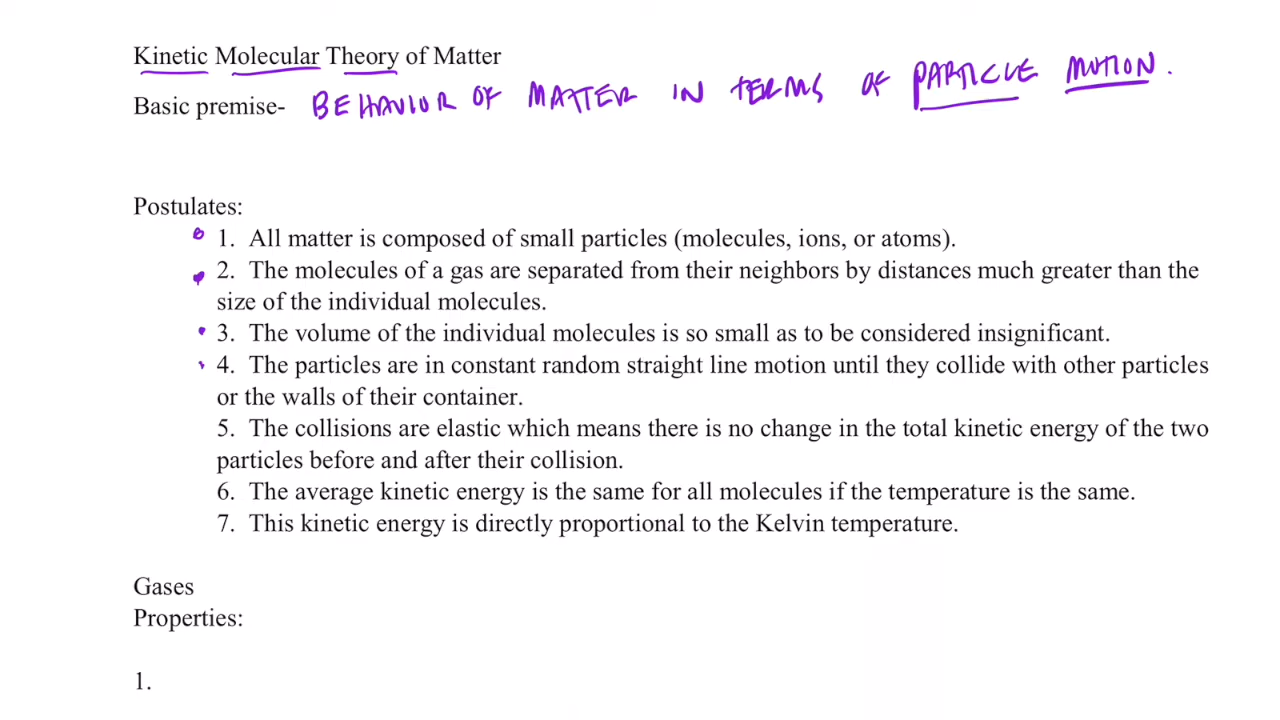 Kinetic Molecular Theory of Matter
Basic premise- BEHAVIOR OF MATTER IN TERMS OF PARTICLE MOTION.
Postulates:
1. All matter is composed of small particles (molecules, ions, or atoms).
2. The molecules of a gas are separated from their neighbors by distances much greater than the
size of the individual molecules.
3. The volume of the individual molecules is so small as to be considered insignificant.
4. The particles are in constant random straight line motion until they collide with other particles
or the walls of their container.
5. The collisions are elastic which means there is no change in the total kinetic energy of the two
particles before and after their collision.
6. The average kinetic energy is the same for all molecules if the temperature is the same.
7. This kinetic energy is directly proportional to the Kelvin temperature.
Gases
Properties:
1.